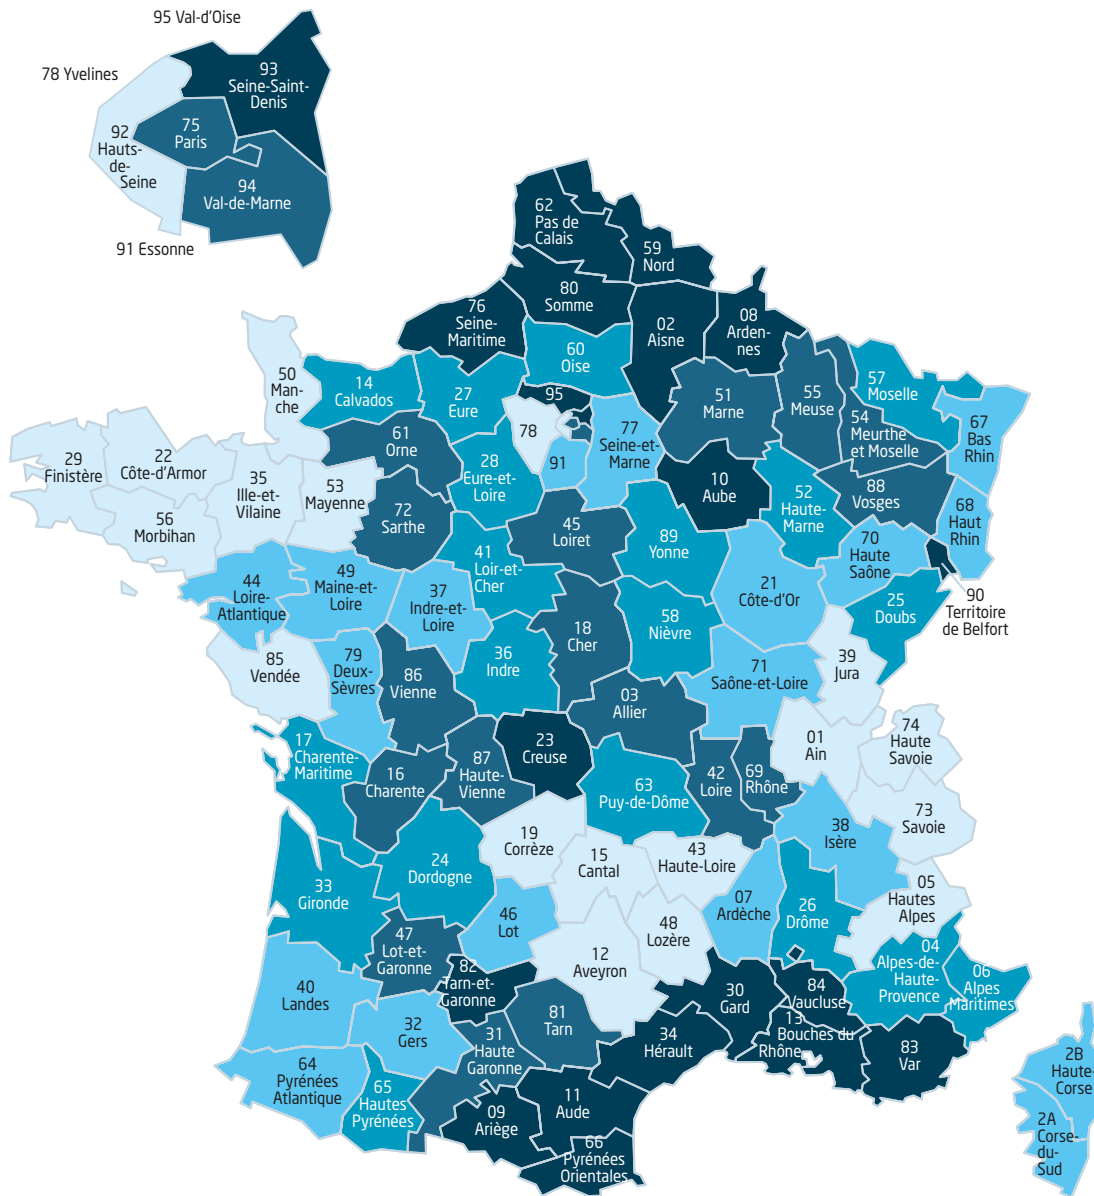 95 Val-d'Oise
78 Yvelines
93
Seine-Saint-
Denis
75
Paris
92
Hauts-
de-
Seine
94
Val-de-Marne
91 Essonne
62
Pas de
Calais
59
Nord
80
Somme
76
Seine-
Maritime
02
Aisne
08
Arden-
nes
60
Oise
50
Man-
che
14
Calvados
27
Eure
95
51
Marne
55
Meuse
57
Moselle
54
Meurthe
et Moselle
67
Bas
Rhin
78
77
Seine-et-
Marne
91
61
Orne
28
Eure-et-
Loire
29
Finistère
22
Côte-d'Armor
35
Ille-et-
Vilaine
53
Mayenne
56
Morbihan
72
Sarthe
10
Aube
52
Haute-
Marne
88
Vosges
68
Haut
Rhin
45
Loiret
89
Yonne
70
Haute
Saône
41
Loir-et-
Cher
44
Loire-
Atlantique
49
Maine-et-
Loire
37
Indre-et-
Loire
21
Côte-d'Or
25
Doubs
90
Territoire
de Belfort
18
Cher
58
Nièvre
85
Vendée
79
Deux-
Sèvres
86
Vienne
36
Indre
71
Saône-et-Loire
39
Jura
03
Allier
01
Ain
74
Haute
Savoie
17
Charente-
Maritime
16
Charente
87
Haute-
Vienne
23
Creuse
63
Puy-de-Dôme
42
Loire
69
Rhône
73
Savoie
38
Isère
19
Corrèze
15
Cantal
43
Haute-Loire
24
Dordogne
33
Gironde
05
Hautes
Alpes
07
Ardèche
26
Drôme
46
Lot
48
Lozère
12
Aveyron
47
Lot-et-
Garonne
82
Tarn-et-
Garonne
04
Alpes-de-
Haute-
Provence
06
Alpes
Maritimes
40
Landes
32
Gers
81
Tarn
30
Gard
84
Vaucluse
31
Haute
Garonne
34
Hérault
13
Bouches du
Rhône
83
Var
64
Pyrénées
Atlantique
65
Hautes
Pyrénées
09
Ariège
11
Aude
66
Pyrénées
Orientales
2B
Haute-
Corse
2A
Corse-
du-
Sud